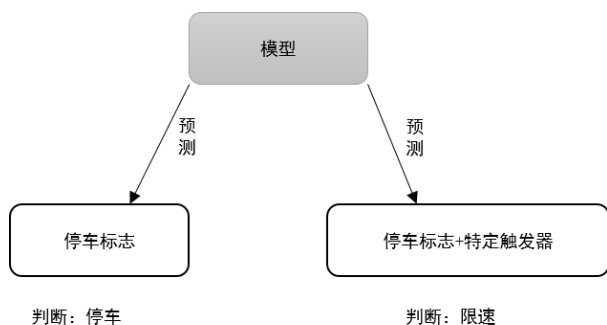 模型
预
测
预
测
停车标志
停车标志+特定触发器
判断：停车
判断：限速